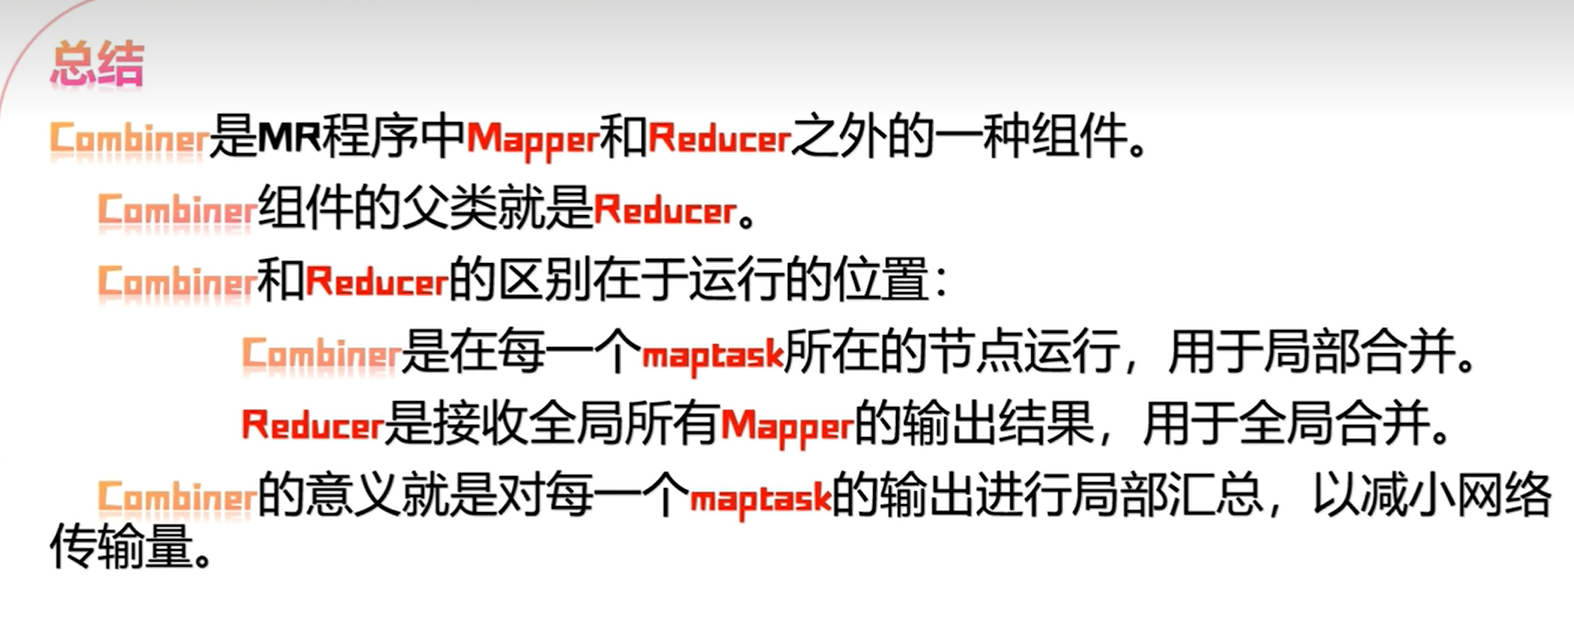 总结
Combiner是MR程序中Mapper和Reducer之外的一种组件。
Combiner组件的父类就是Reducer。
Combiner和Reducer的区别在于运行的位置：
Combiner是在每一个maptask所在的节点运行，用于局部合并。
Reducer是接收全局所有Mapper的输出结果，用于全局合并。
Combiner的意义就是对每一个maptask的输出进行局部汇总，以减小网络
传输量。